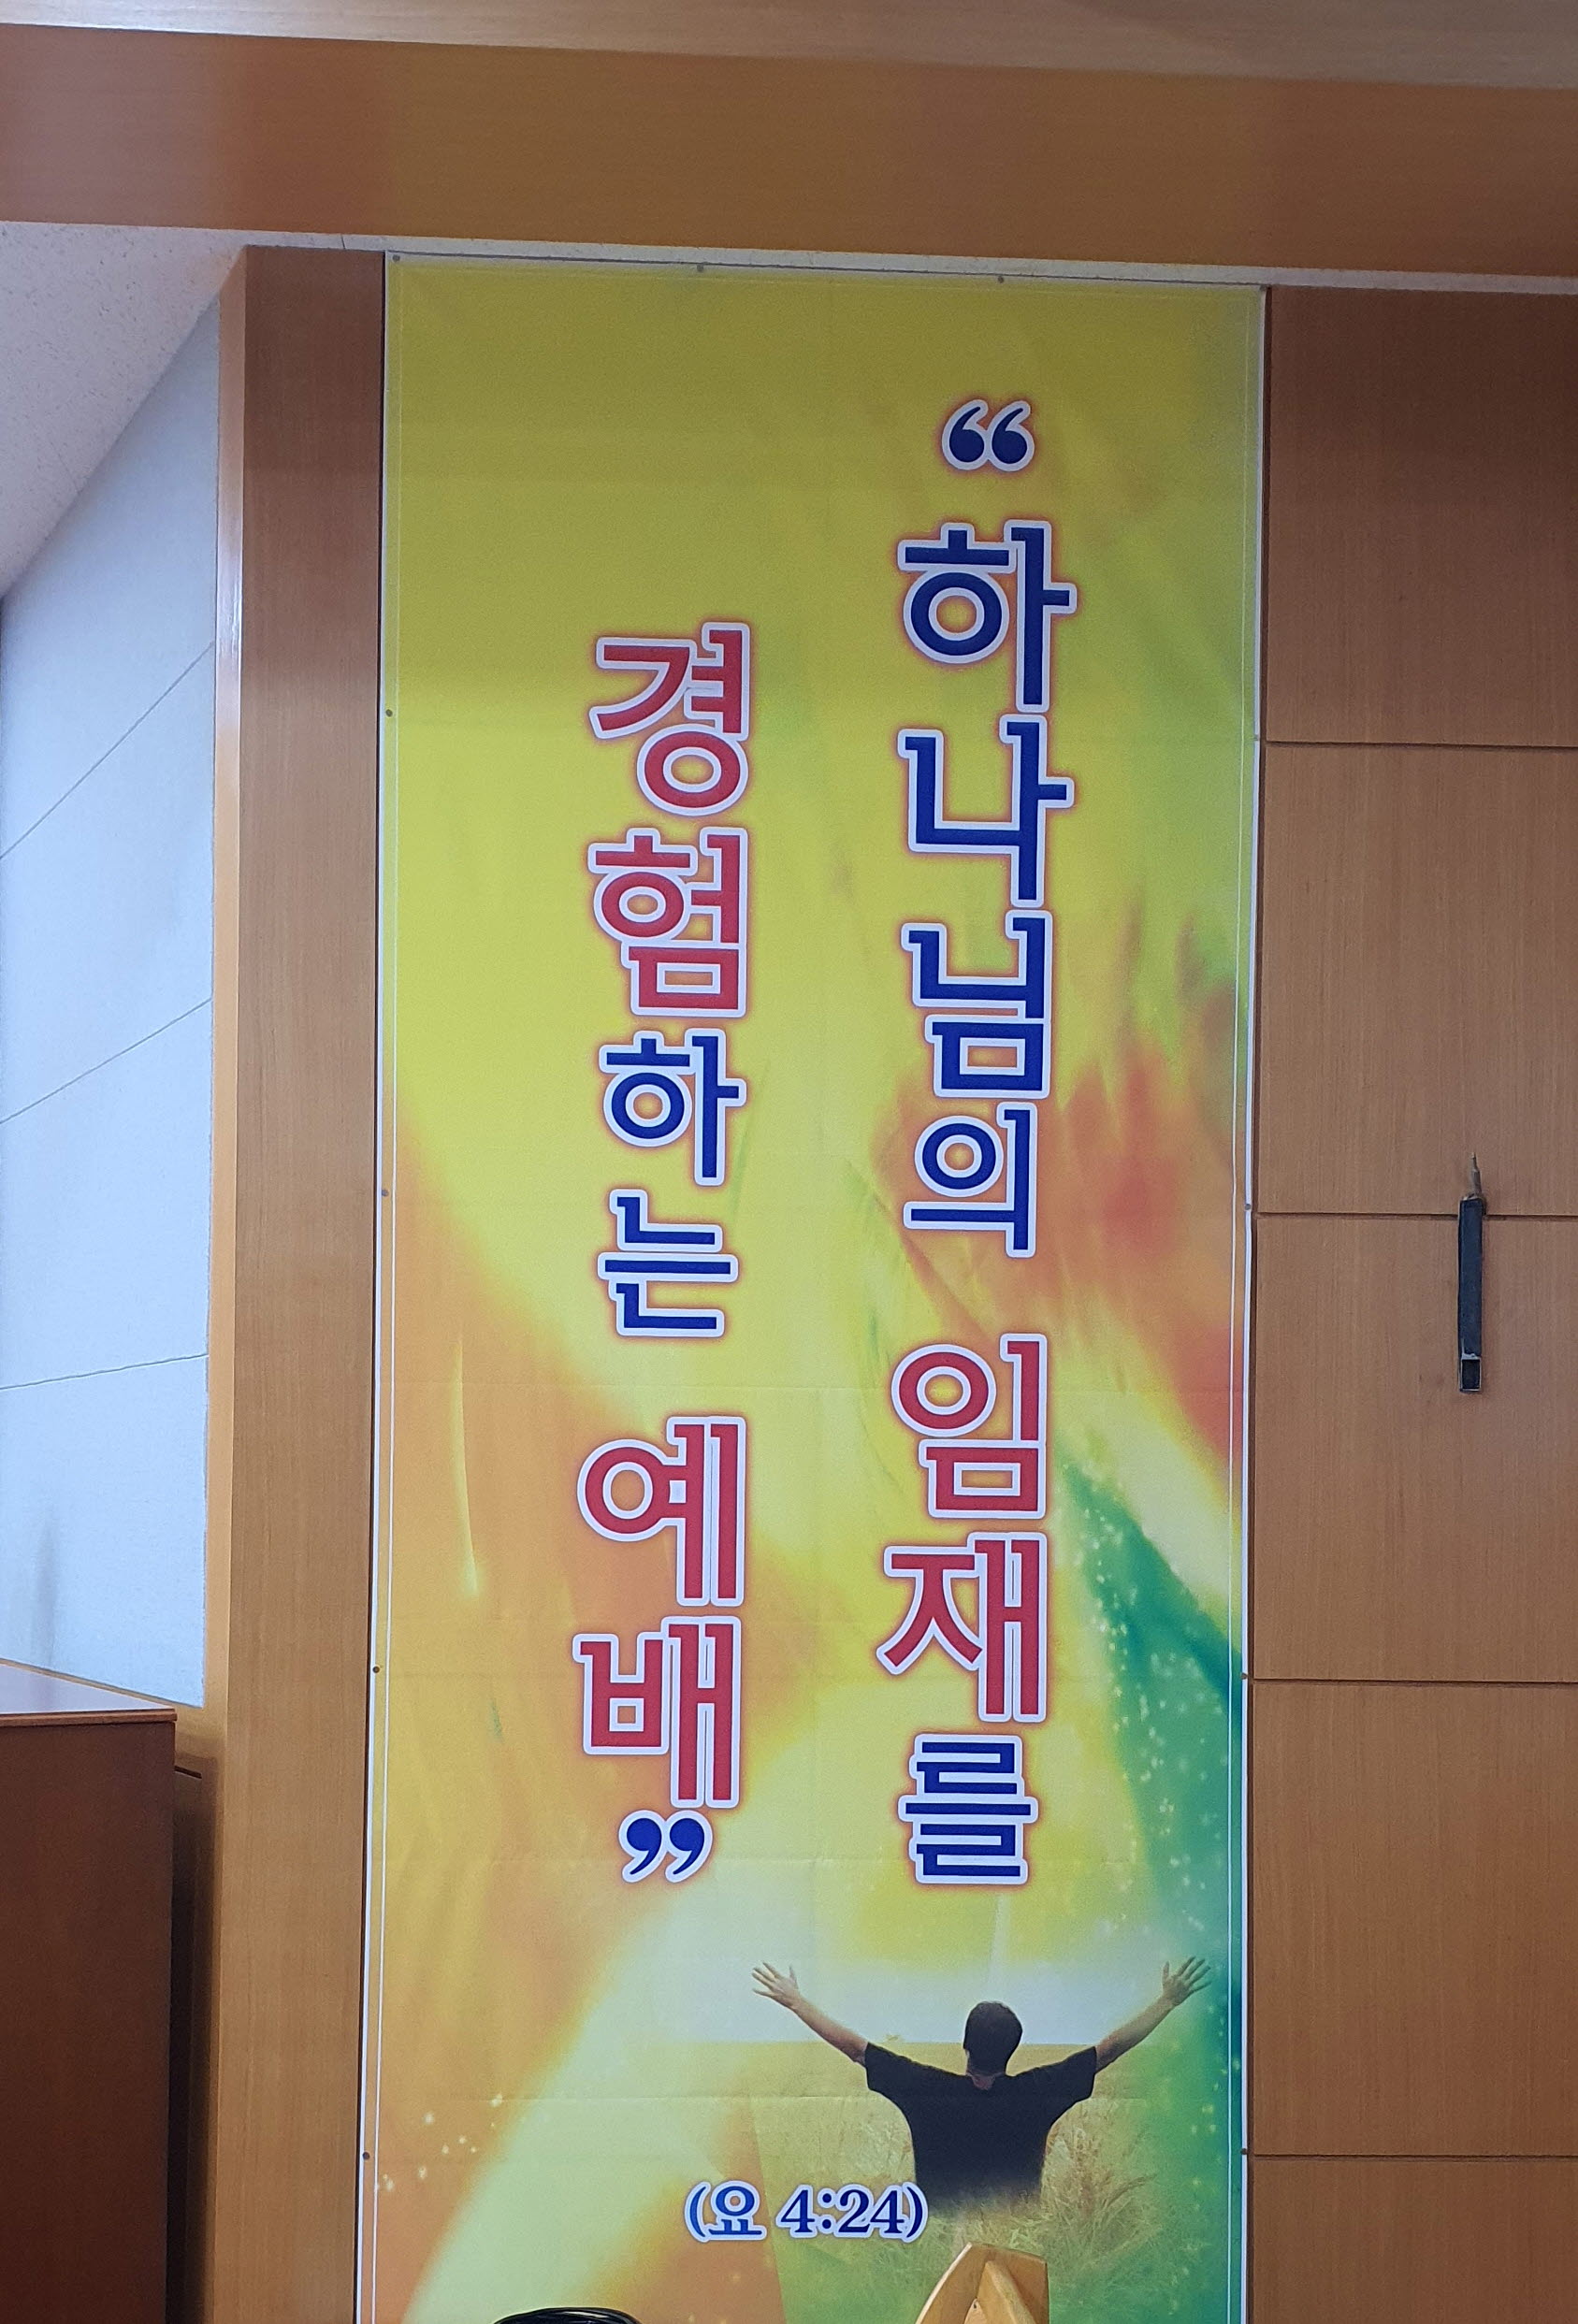 “하나님의 임재를
경험하는 예배”
(요 4:24)